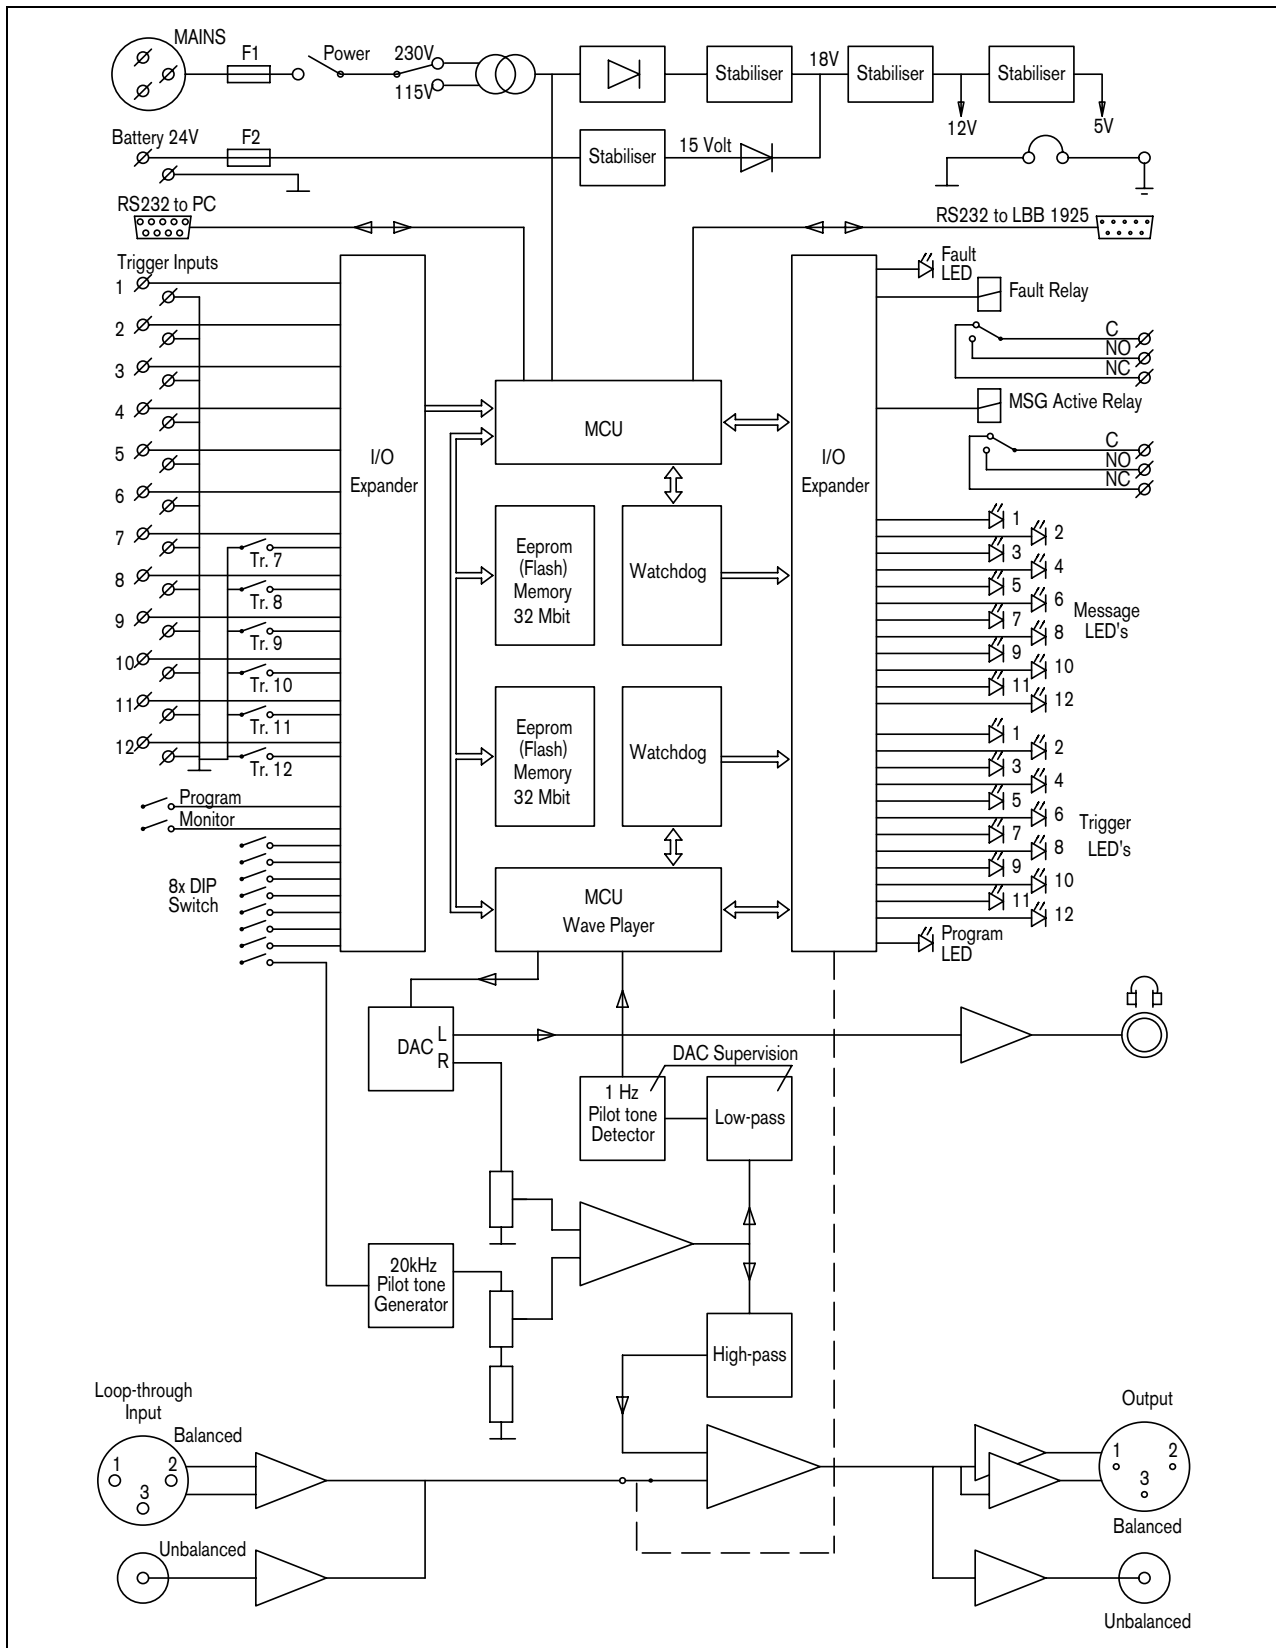 MAINS
F1
Power
230V
115V
Stabiliser
18V
Stabiliser
Stabiliser
12V
5V
Battery 24V
F2
Stabiliser
15 Volt
RS232 to PC
RS232 to LBB 1925
Trigger Inputs
1
2
3
4
5
6
7
8
9
10
11
12
Tr. 7
Tr. 8
Tr. 9
Tr. 10
Tr. 11
Tr. 12
Program
Monitor
8x DIP
Switch
I/O
Expander
MCU
Eeprom
(Flash)
Memory
32 Mbit
Watchdog
Eeprom
(Flash)
Memory
32 Mbit
Watchdog
MCU
Wave Player
I/O
Expander
Fault
LED
Fault Relay
C
NO
NC
MSG Active Relay
C
NO
NC
1
2
3
4
5
6
7
8
9
10
11
12
Message
LED's
1
2
3
4
5
6
7
8
9
10
11
12
Trigger
LED's
Program
LED
DAC
L
R
DAC Supervision
1 Hz
Pilot tone
Detector
Low-pass
20kHz
Pilot tone
Generator
High-pass
Loop-through
Input
Balanced
1
2
3
Unbalanced
Output
1
2
3
Balanced
Unbalanced